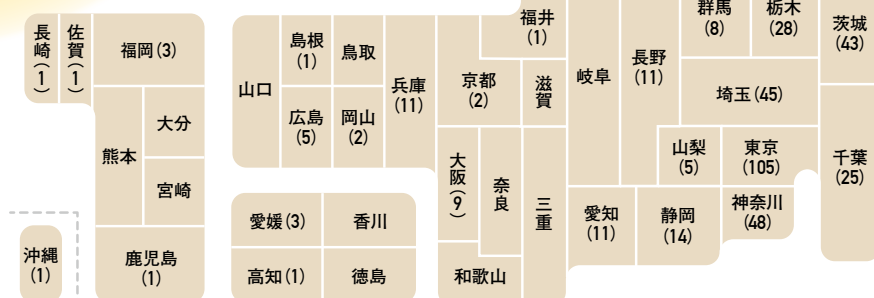 長崎(1)
佐賀(1)
福岡(3)
熊本
大分
宮崎
鹿児島
(1)
沖縄
(1)
山口
島根
(1)
鳥取
広島
(5)
岡山
(2)
兵庫
(11)
愛媛(3)
香川
高知(1)
徳島
福井
(1)
京都
(2)
滋賀
大阪(9)
奈良
三重
和歌山
岐阜
長野
(11)
愛知
(11)
静岡
(14)
群馬
(8)
栃木
(28)
埼玉(45)
山梨
(5)
東京
(105)
神奈川
(48)
茨城
(43)
千葉
(25)